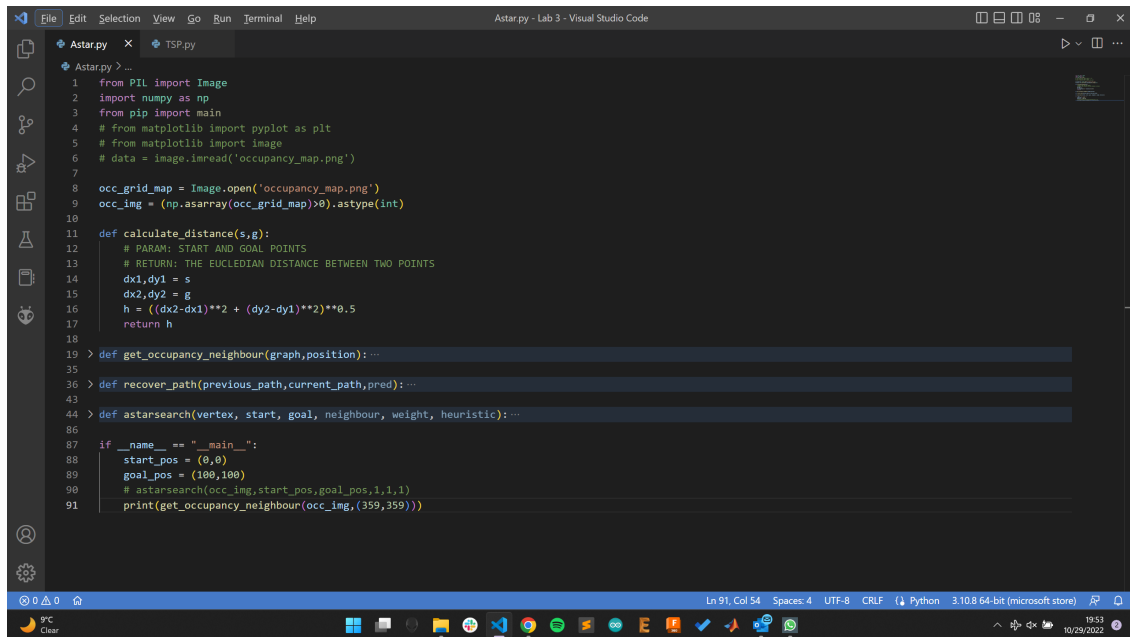 File Edit Selection View Go Run Terminal Help
Astar.py - Lab 3 - Visual Studio Code
Astar.py TSP.py
Astar.py > ...
1 from PIL import Image
2 import numpy as np
3 from pip import main
4 # from matplotlib import pyplot as plt
5 # from matplotlib import image
6 # data = image.imread('occupancy_map.png')
7
8 occ_grid_map = Image.open('occupancy_map.png')
9 occ_img = (np.asarray(occ_grid_map)>0).astype(int)
10
11 def calculate_distance(s,g):
12 # PARAM: START AND GOAL POINTS
13 # RETURN: THE EUCLEDIAN DISTANCE BETWEEN TWO POINTS
14 dx1,dy1 = s
15 dx2,dy2 = g
16 h = ((dx2-dx1)**2 + (dy2-dy1)**2)**0.5
17 return h
18
19 > def get_occupancy_neighbour(graph,position): ...
35
36 > def recover_path(previous_path,current_path,pred): ...
43
44 > def astarsearch(vertex, start, goal, neighbour, weight, heuristic): ...
86
87 if __name__ == "__main__":
88 start_pos = (0,0)
89 goal_pos = (100,100)
90 # astarsearch(occ_img,start_pos,goal_pos,1,1,1)
91 print(get_occupancy_neighbour(occ_img,(359,359)))
0 0 Ln 91, Col 54 Spaces: 4 UTF-8 CRLF Python 3.10.8 64-bit (microsoft store)
9°C
Clear
19:53
10/29/2022 2